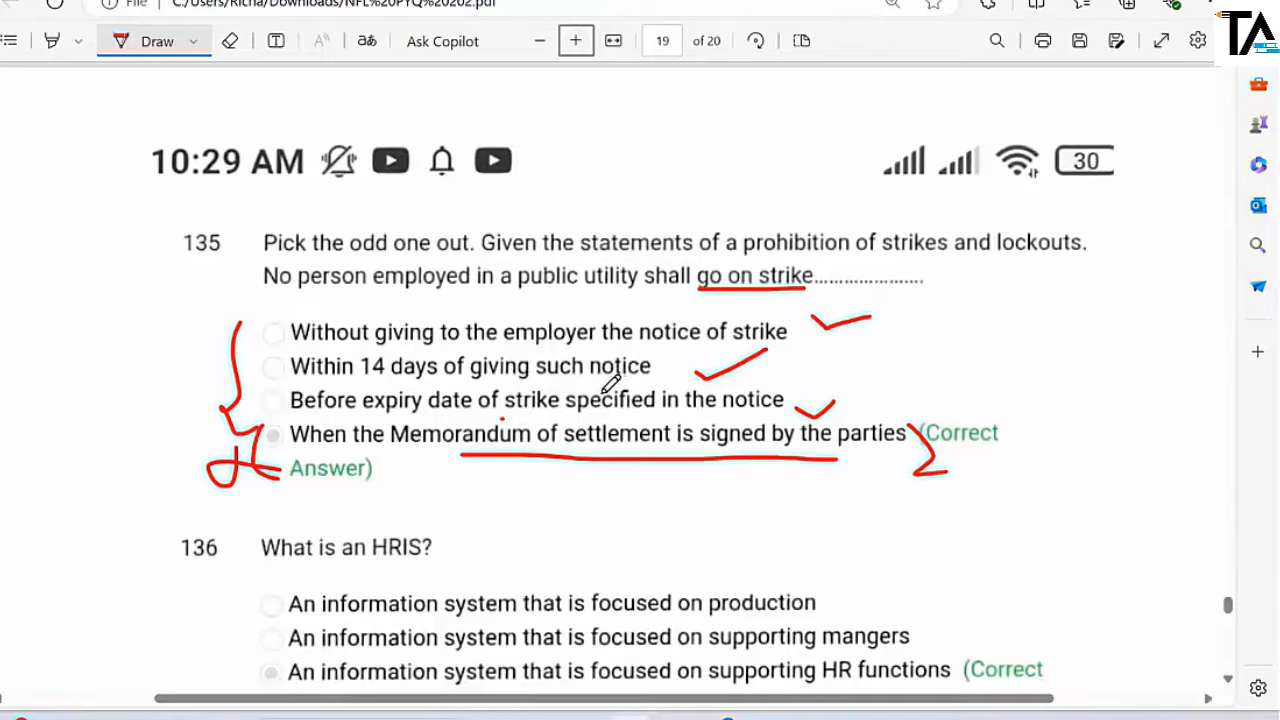 File C:/Users/Richa/Downloads/NFL%20PYQ%202.pdf
Draw
aあ
Ask Copilot
19 of 20
TA
10:29 AM
30
135 Pick the odd one out. Given the statements of a prohibition of strikes and lockouts.
No person employed in a public utility shall go on strike.....................
Without giving to the employer the notice of strike
Within 14 days of giving such notice
Before expiry date of strike specified in the notice
When the Memorandum of settlement is signed by the parties (Correct
Answer)
136 What is an HRIS?
An information system that is focused on production
An information system that is focused on supporting mangers
An information system that is focused on supporting HR functions (Correct